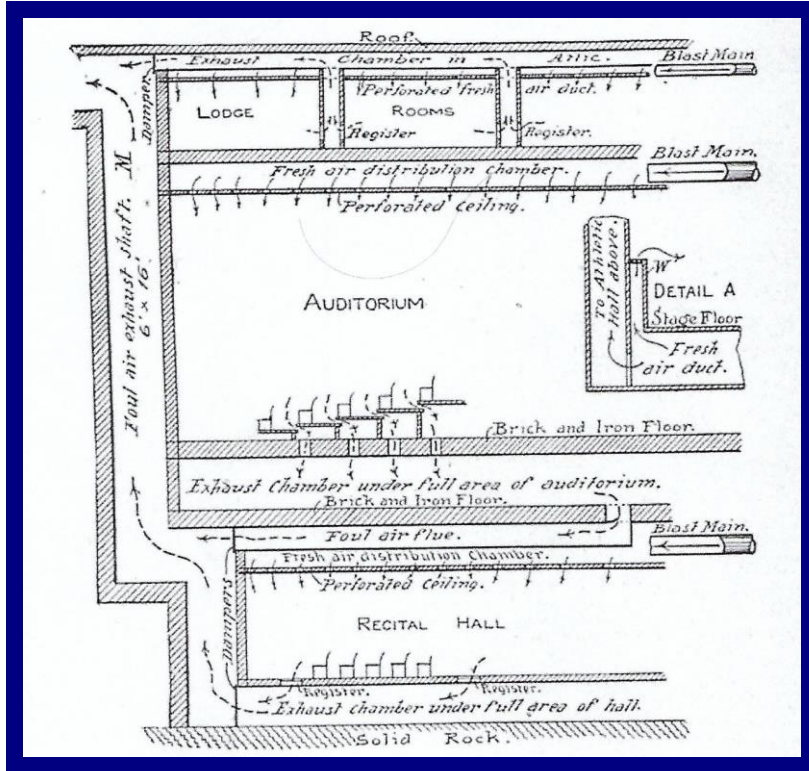 Roof.
Exhaust Chamber in Attic.
Blast Main
Damper
Perforated fresh air duct.
LODGE ROOMS
Register
Register.
Fresh air distribution chamber.
Blast Main.
Perforated Ceiling.
Foul air exhaust shaft. M
6' x 16'.
AUDITORIUM
To Athletic
Hall above.
W
DETAIL A
Stage Floor
Fresh
air duct.
Brick and Iron Floor.
Exhaust Chamber under full area of auditorium.
Brick and Iron Floor.
Foul air flue.
Blast Main.
Fresh air distribution Chamber.
Perforated Ceiling.
Dampers
RECITAL HALL
Register.
Register.
Exhaust Chamber under full area of hall.
Solid Rock.